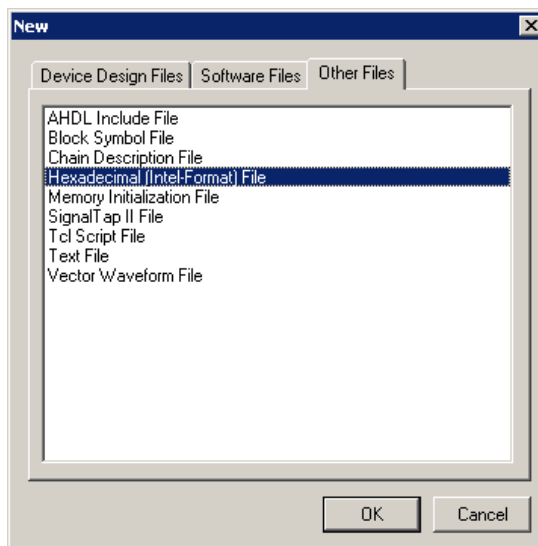 New
Device Design Files Software Files Other Files
AHDL Include File
Block Symbol File
Chain Description File
Hexadecimal (Intel-Format) File
Memory Initialization File
SignalTap II File
Tcl Script File
Text File
Vector Waveform File
OK Cancel